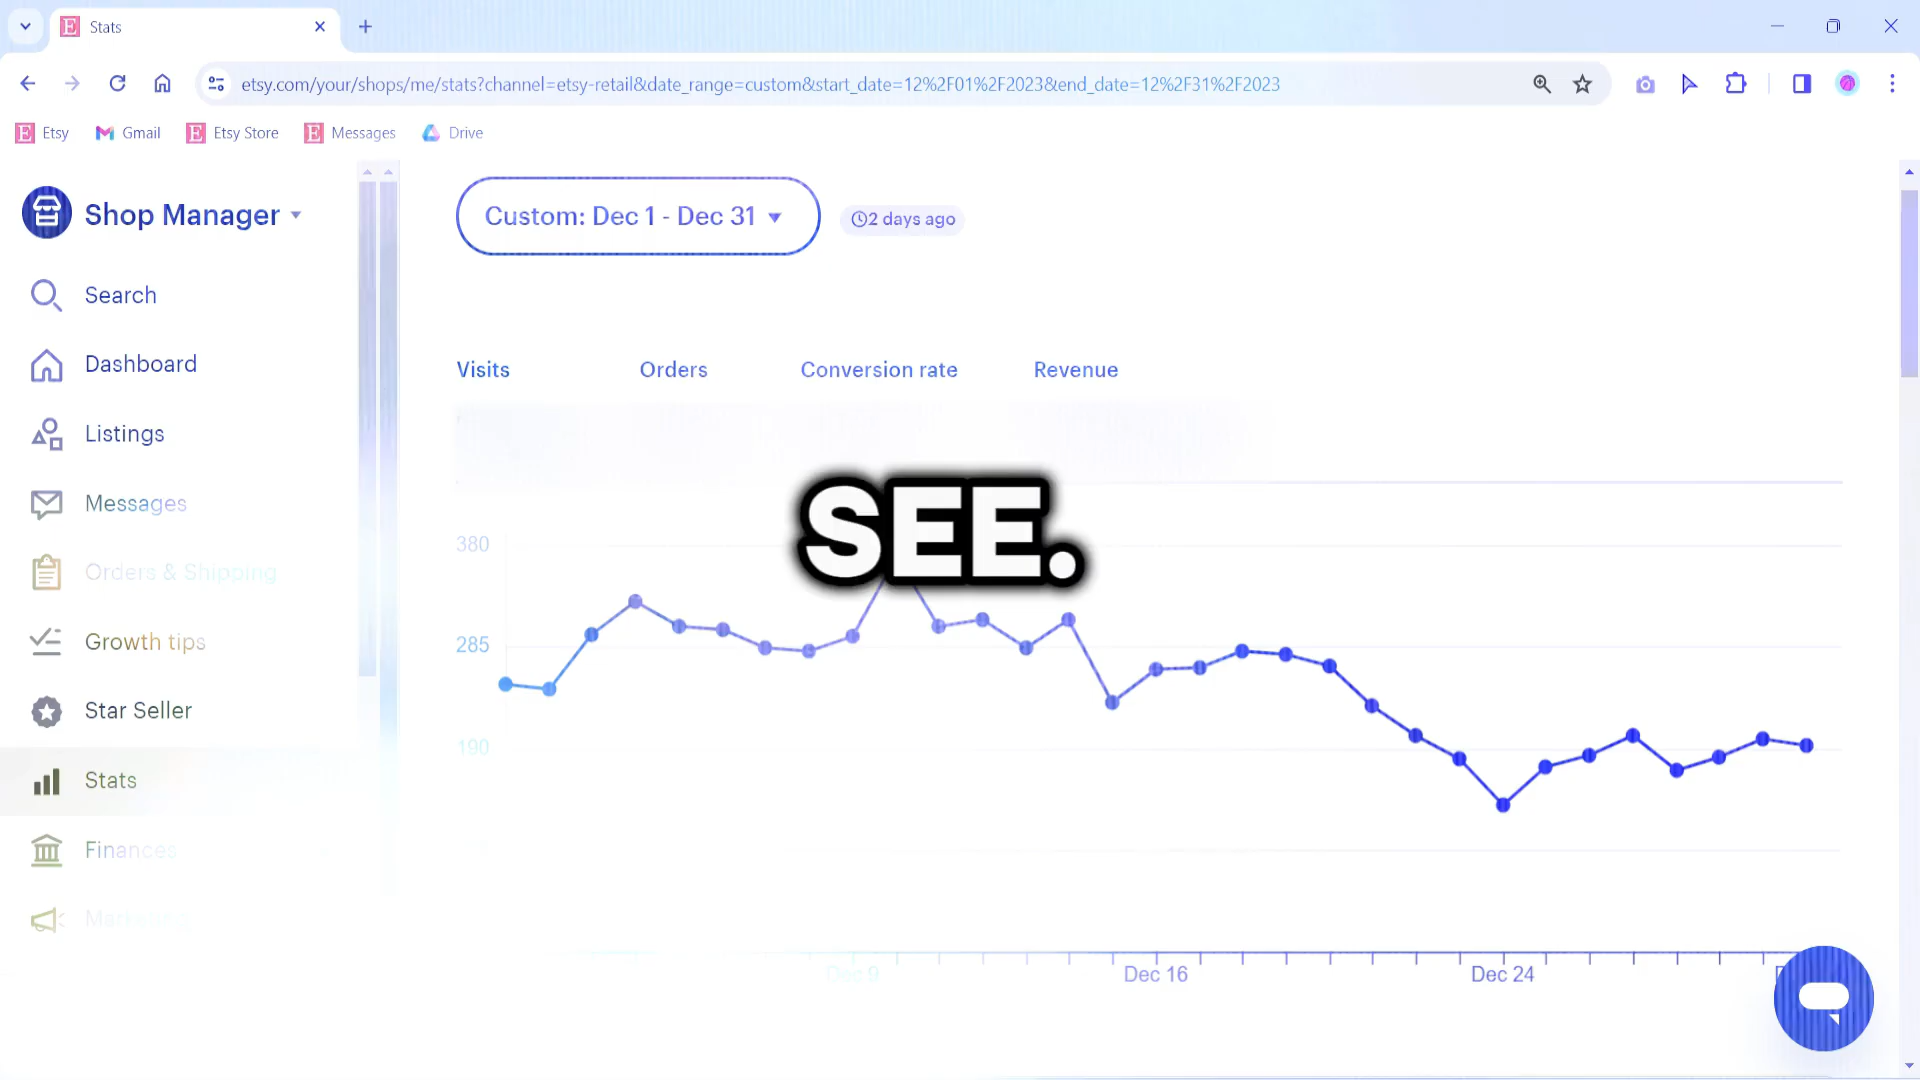 Stats
etsy.com/your/shops/me/stats?channel=etsy-retail&date_range=custom&start_date=12%2F01%2F2023&end_date=12%2F31%2F2023
Etsy Gmail Etsy Store Messages Drive
Shop Manager
Search
Dashboard
Listings
Messages
Orders & Shipping
Growth tips
Star Seller
Stats
Finances
Marketing
Custom: Dec 1 - Dec 31
2 days ago
Visits Orders Conversion rate Revenue
SEE.
380
285
190
Dec 9 Dec 16 Dec 24